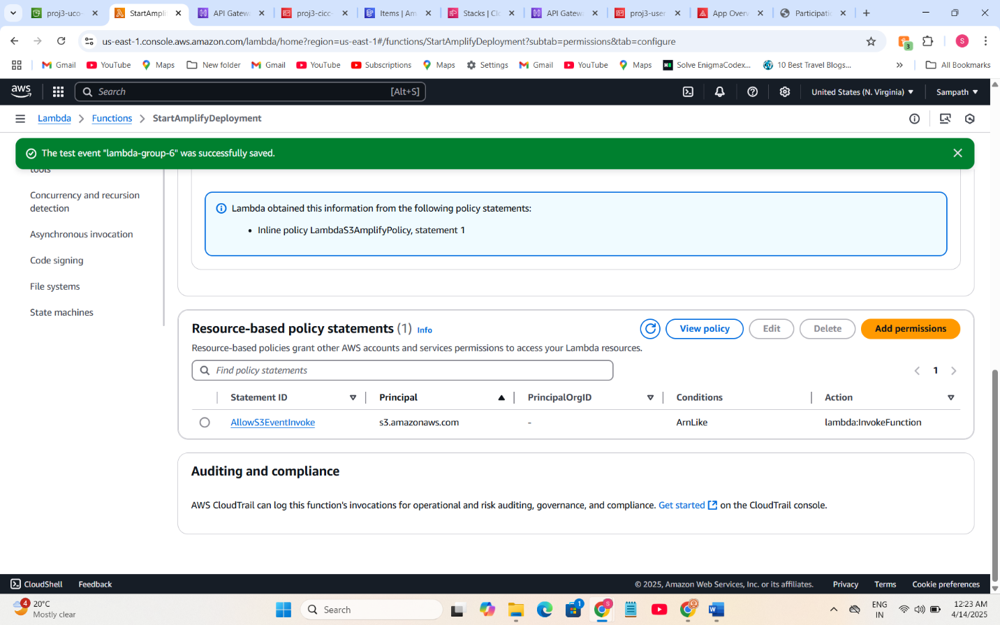 proj3-uco-
StartAmplif
API Gatew
proj3-cicc-
Items | Am
Stacks | Clo
API Gatew
proj3-user
App Over
Participatio
us-east-1.console.aws.amazon.com/lambda/home?region=us-east-1#/functions/StartAmplifyDeployment?subtab=permissions&tab=configure
3
S
Gmail
YouTube
Maps
New folder
Gmail
YouTube
Subscriptions
Maps
Settings
Gmail
YouTube
Maps
Solve EnigmaCodex...
10 Best Travel Blogs...
»
All Bookmarks
aws
Search
[Alt+S]
United States (N. Virginia)
Sampath
Lambda
Functions
StartAmplifyDeployment
The test event "lambda-group-6" was successfully saved.
tools
Concurrency and recursion
detection
Asynchronous invocation
Code signing
File systems
State machines
Lambda obtained this information from the following policy statements:
• Inline policy LambdaS3AmplifyPolicy, statement 1
Resource-based policy statements (1) Info
View policy
Edit
Delete
Add permissions
Resource-based policies grant other AWS accounts and services permissions to access your Lambda resources.
Find policy statements
1
Statement ID
Principal
PrincipalOrgID
Conditions
Action
AllowS3EventInvoke
s3.amazonaws.com
-
ArnLike
lambda:InvokeFunction
Auditing and compliance
AWS CloudTrail can log this function's invocations for operational and risk auditing, governance, and compliance. Get started on the CloudTrail console.
CloudShell
Feedback
© 2025, Amazon Web Services, Inc. or its affiliates.
Privacy
Terms
Cookie preferences
4
20°C
Mostly clear
Search
1
S
ENG
IN
12:23 AM
4/14/2025